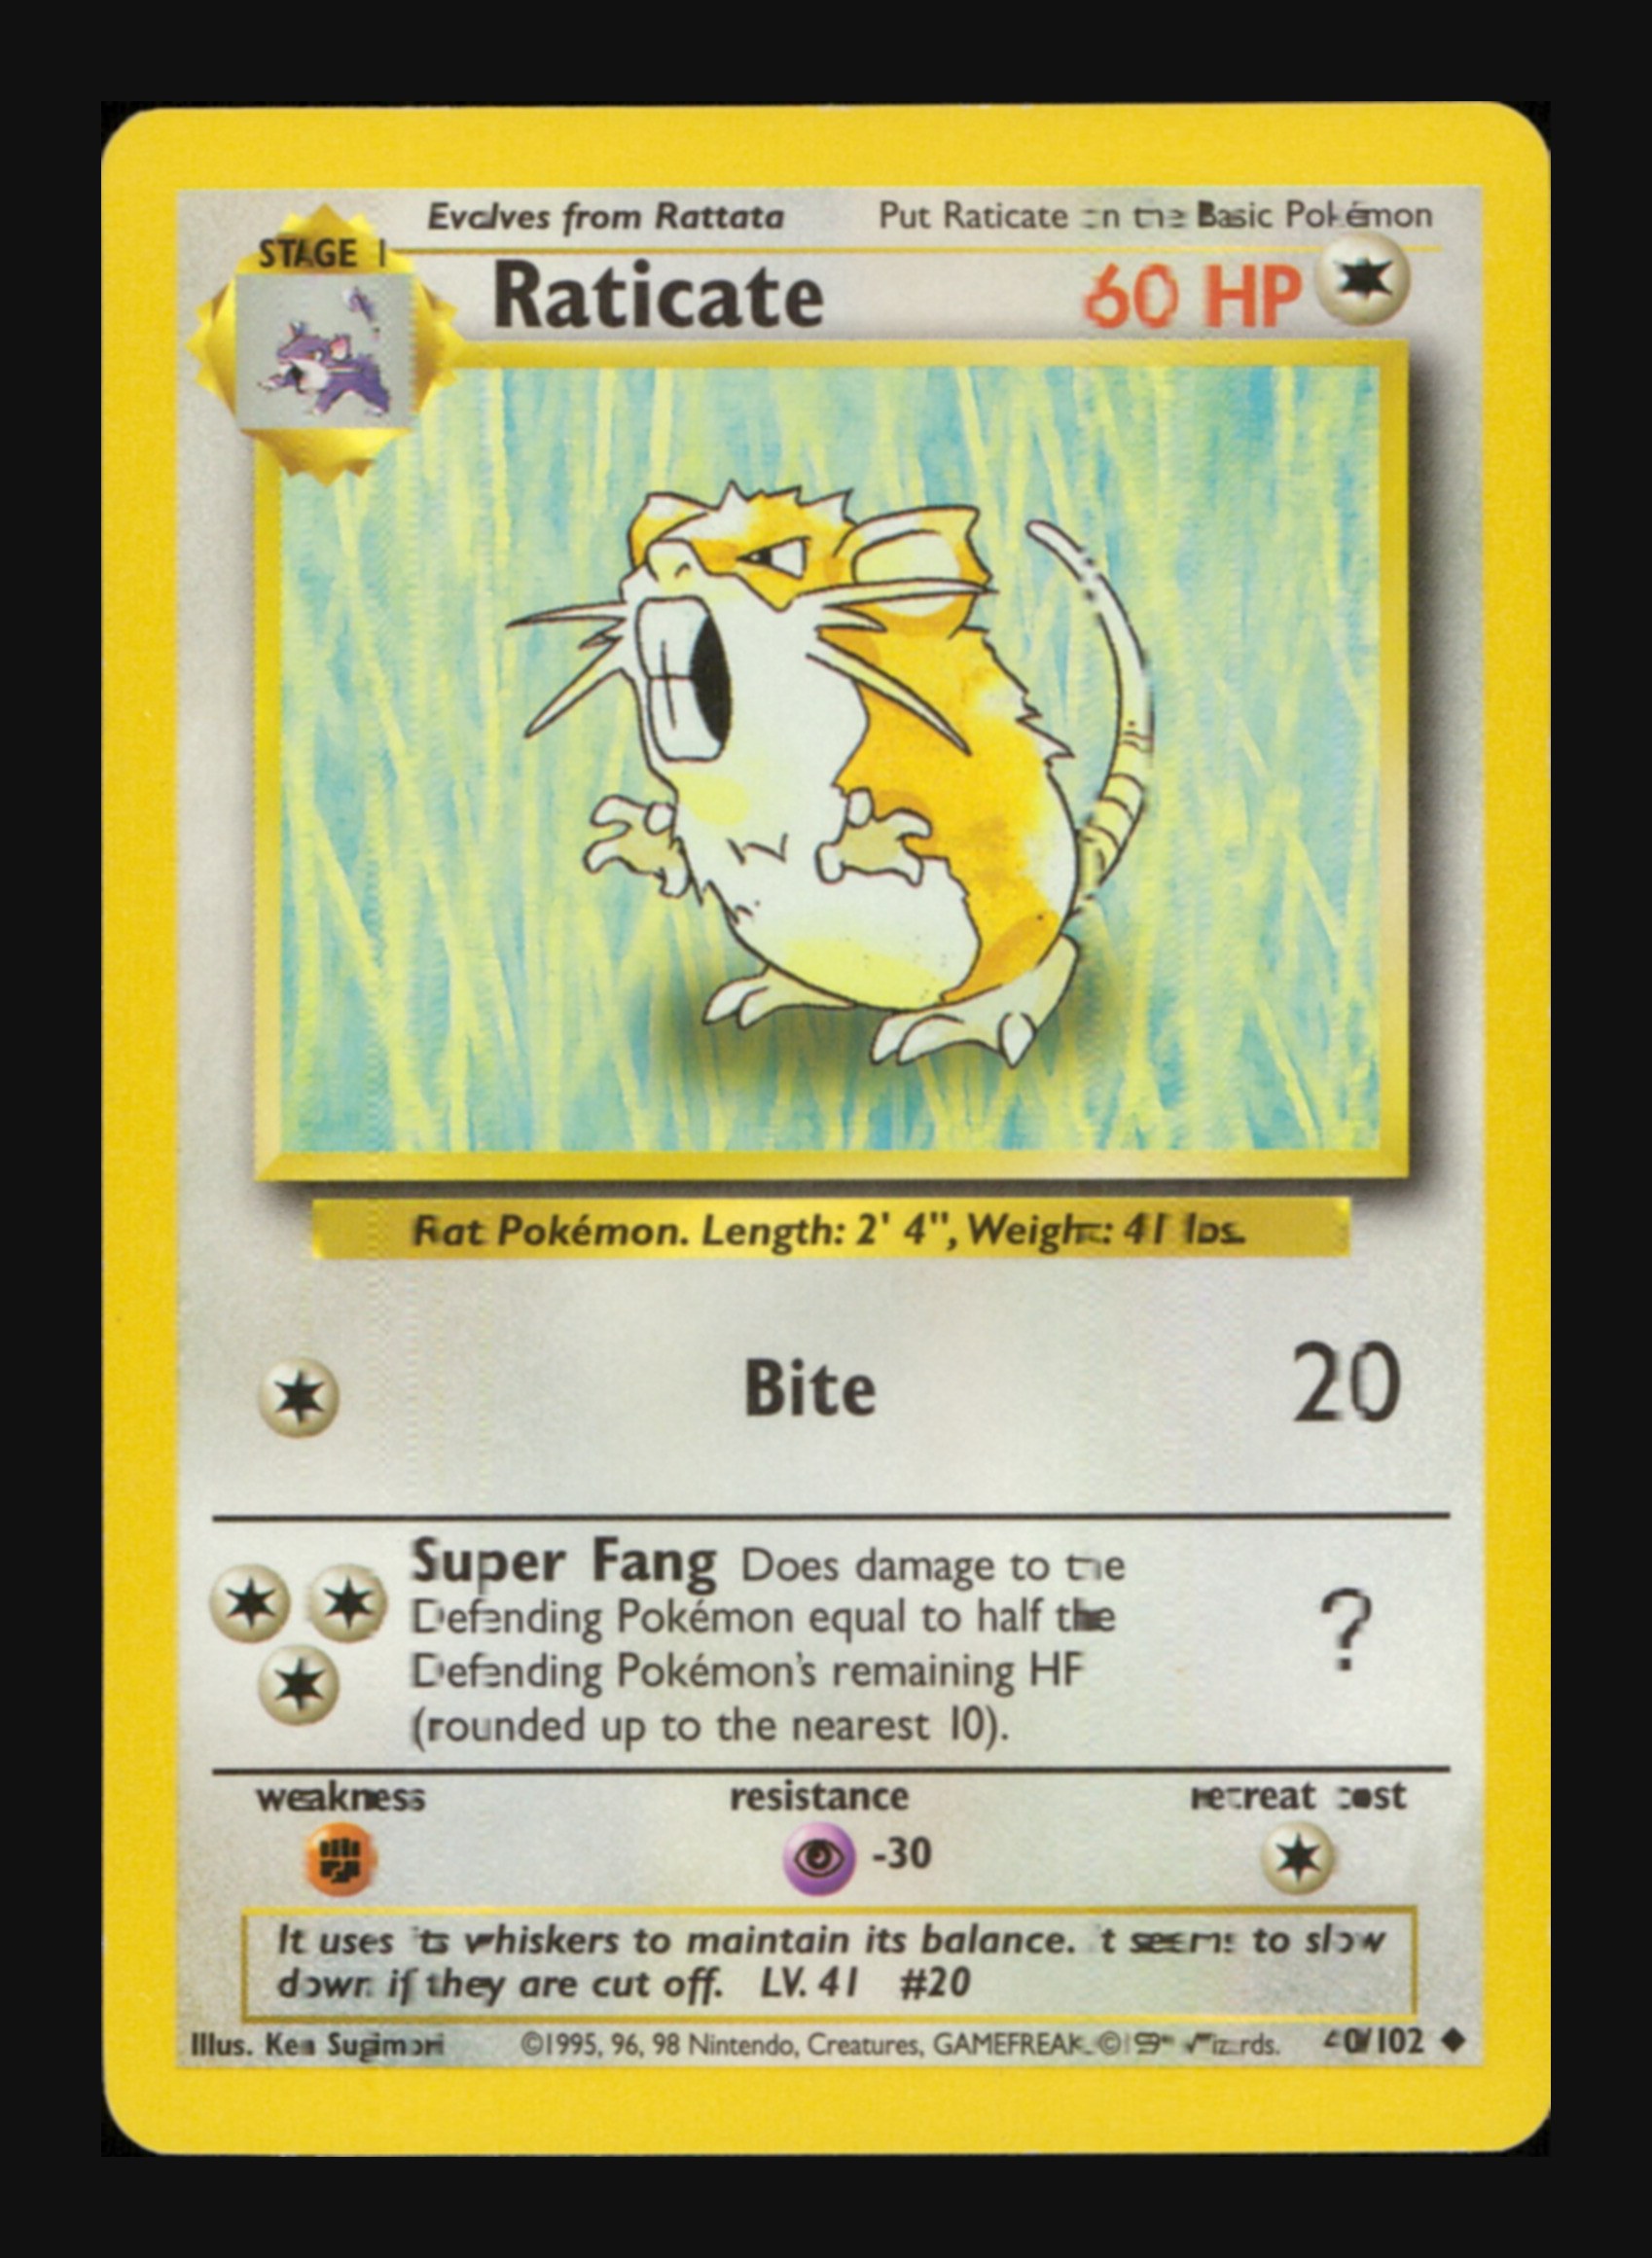 Evolves from Rattata Put Raticate on the Basic Pokémon
STAGE 1
Raticate 60 HP
Rat Pokémon. Length: 2' 4", Weight: 41 lbs.
Bite 20
Super Fang Does damage to the
Defending Pokémon equal to half the
Defending Pokémon's remaining HP
(rounded up to the nearest 10).
?
weakness resistance retreat cost
-30
It uses its whiskers to maintain its balance. It seems to slow
down if they are cut off. LV. 41 #20
Illus. Ken Sugimori ©1995, 96, 98 Nintendo, Creatures, GAMEFREAK. Wizards. 40/102